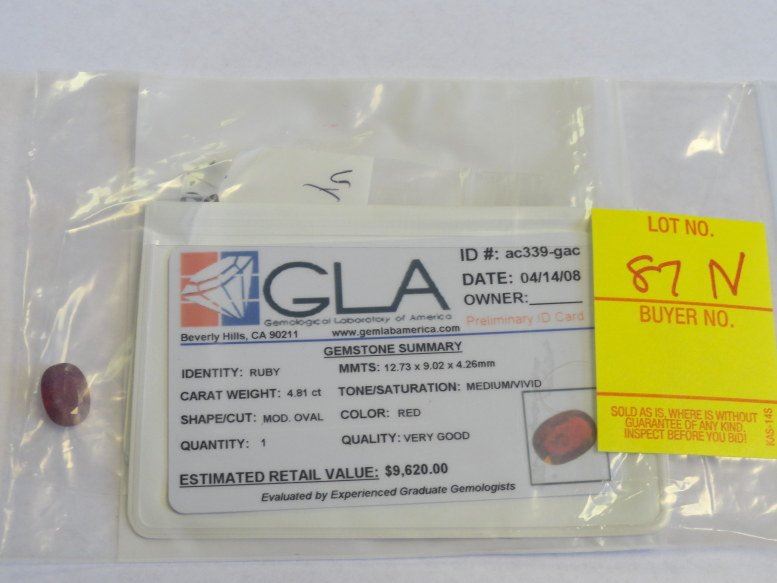 GLA
Gemological Laboratory of America
Beverly Hills, CA 90211 www.gemlabamerica.com
ID #: ac339-gac
DATE: 04/14/08
OWNER:______
Preliminary ID Card
GEMSTONE SUMMARY
IDENTITY: RUBY MMTS: 12.73 x 9.02 x 4.26mm
CARAT WEIGHT: 4.81 ct TONE/SATURATION: MEDIUM/VIVID
SHAPE/CUT: MOD. OVAL COLOR: RED
QUANTITY: 1 QUALITY: VERY GOOD
ESTIMATED RETAIL VALUE: $9,620.00
Evaluated by Experienced Graduate Gemologists
LOT NO.
87 N
BUYER NO.
SOLD AS IS, WHERE IS WITHOUT
GUARANTEE OF ANY KIND.
INSPECT BEFORE YOU BID!
KAS-14S